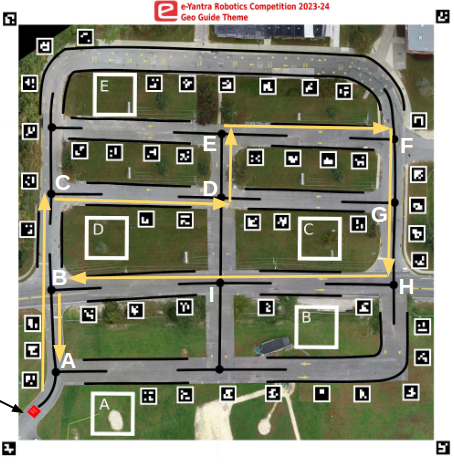 e-Yantra Robotics Competition 2023-24
Geo Guide Theme
E
E
F
C
D
G
D
C
B
I
H
B
A
A